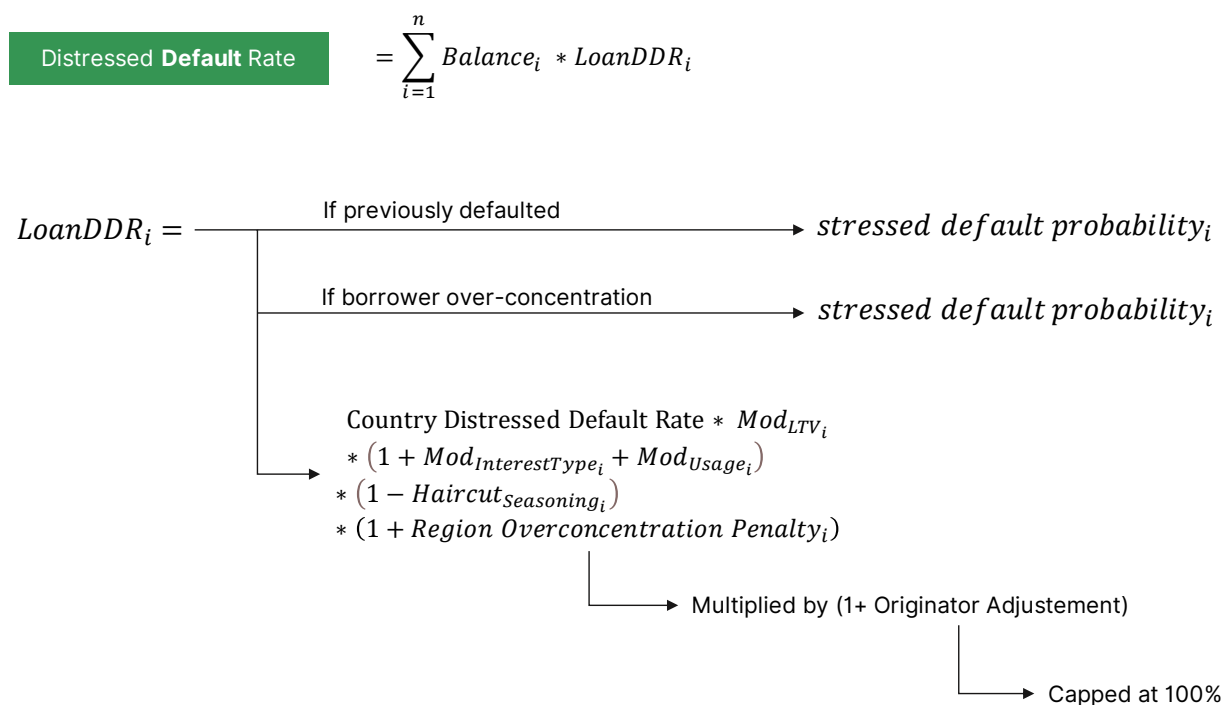 Distressed Default Rate
= \sum_{i=1}^{n} Balance_i * LoanDDR_i
LoanDDR_i =
If previously defaulted
stressed default probability_i
If borrower over-concentration
stressed default probability_i
Country Distressed Default Rate * Mod_{LTV_i}
* (1 + Mod_{InterestType_i} + Mod_{Usage_i})
* (1 − Haircut_{Seasoning_i})
* (1 + Region Overconcentration Penalty_i)
Multiplied by (1+ Originator Adjustement)
Capped at 100%